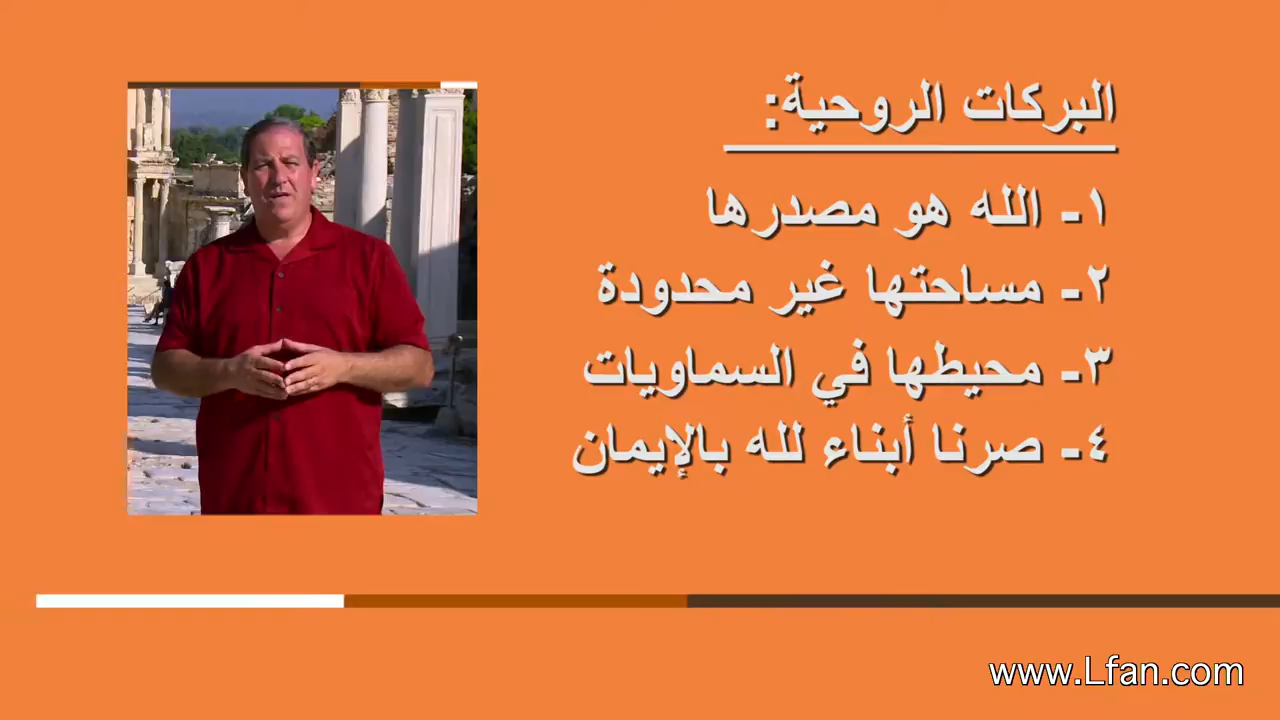 البركات الروحية:
١- الله هو مصدرها
٢- مساحتها غير محدودة
٣- محيطها في السماويات
٤- صرنا أبناء لله بالإيمان
www.Lfan.com